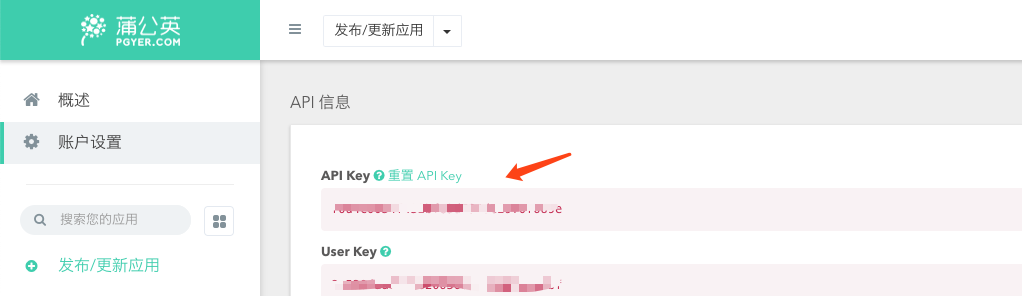 蒲公英
PGYER.COM
发布/更新应用
概述
账户设置
搜索您的应用
发布/更新应用
API 信息
API Key 重置 API Key
User Key